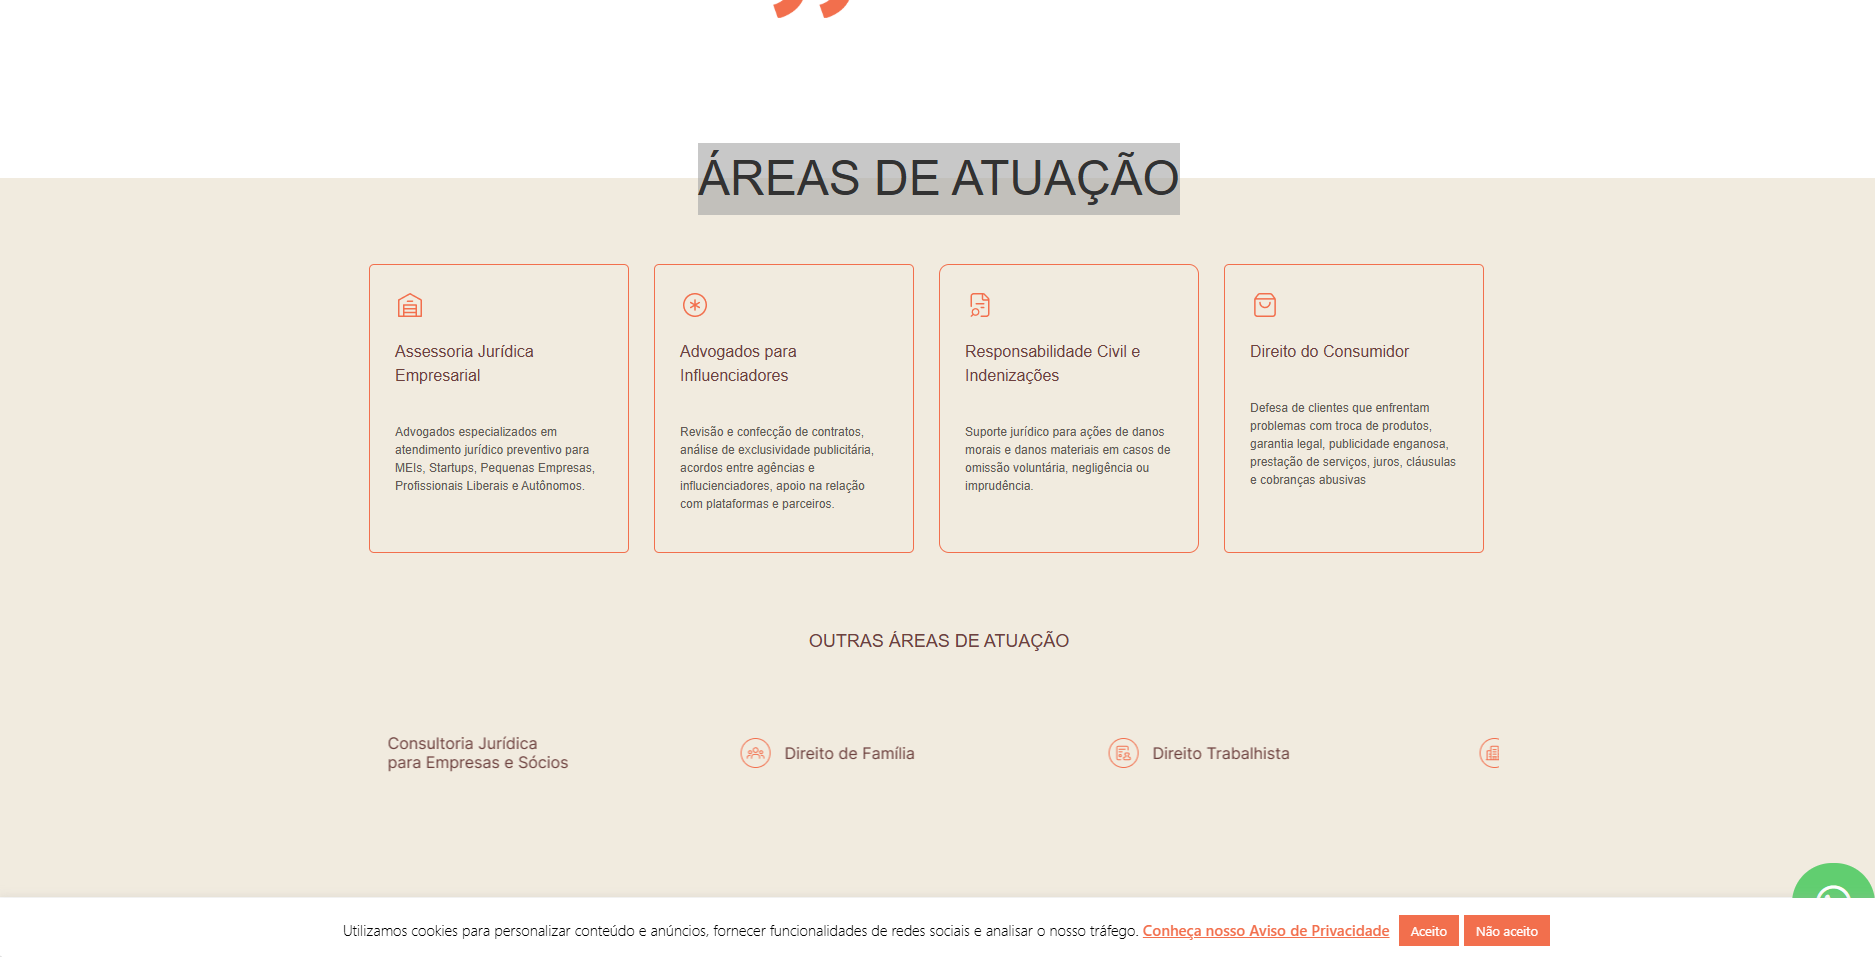 ÁREAS DE ATUAÇÃO
Assessoria Jurídica
Empresarial
Advogados especializados em
atendimento jurídico preventivo para
MEIs, Startups, Pequenas Empresas,
Profissionais Liberais e Autônomos.
Advogados para
Influenciadores
Revisão e confecção de contratos,
análise de exclusividade publicitária,
acordos entre agências e
influcienciadores, apoio na relação
com plataformas e parceiros.
Responsabilidade Civil e
Indenizações
Suporte jurídico para ações de danos
morais e danos materiais em casos de
omissão voluntária, negligência ou
imprudência.
Direito do Consumidor
Defesa de clientes que enfrentam
problemas com troca de produtos,
garantia legal, publicidade enganosa,
prestação de serviços, juros, cláusulas
e cobranças abusivas
OUTRAS ÁREAS DE ATUAÇÃO
Consultoria Jurídica
para Empresas e Sócios
Direito de Família
Direito Trabalhista
Utilizamos cookies para personalizar conteúdo e anúncios, fornecer funcionalidades de redes sociais e analisar o nosso tráfego. Conheça nosso Aviso de Privacidade Aceito Não aceito